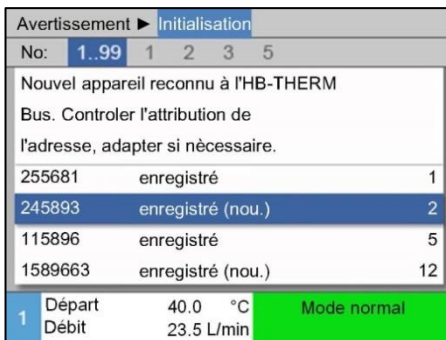 Avertissement ► Initialisation
No: 1..99 1 2 3 5
Nouvel appareil reconnu à l'HB-THERM
Bus. Controler l'attribution de
l'adresse, adapter si nècessaire.
255681 enregistré 1
245893 enregistré (nou.) 2
115896 enregistré 5
1589663 enregistré (nou.) 12
1 Départ 40.0 °C Mode normal
Débit 23.5 L/min